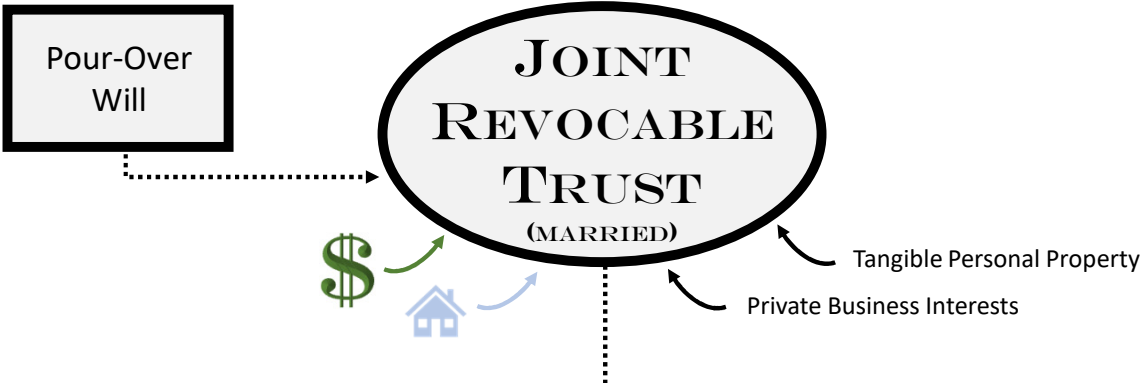 Pour-Over
Will
JOINT
REVOCABLE
TRUST
(MARRIED)
$
Tangible Personal Property
Private Business Interests